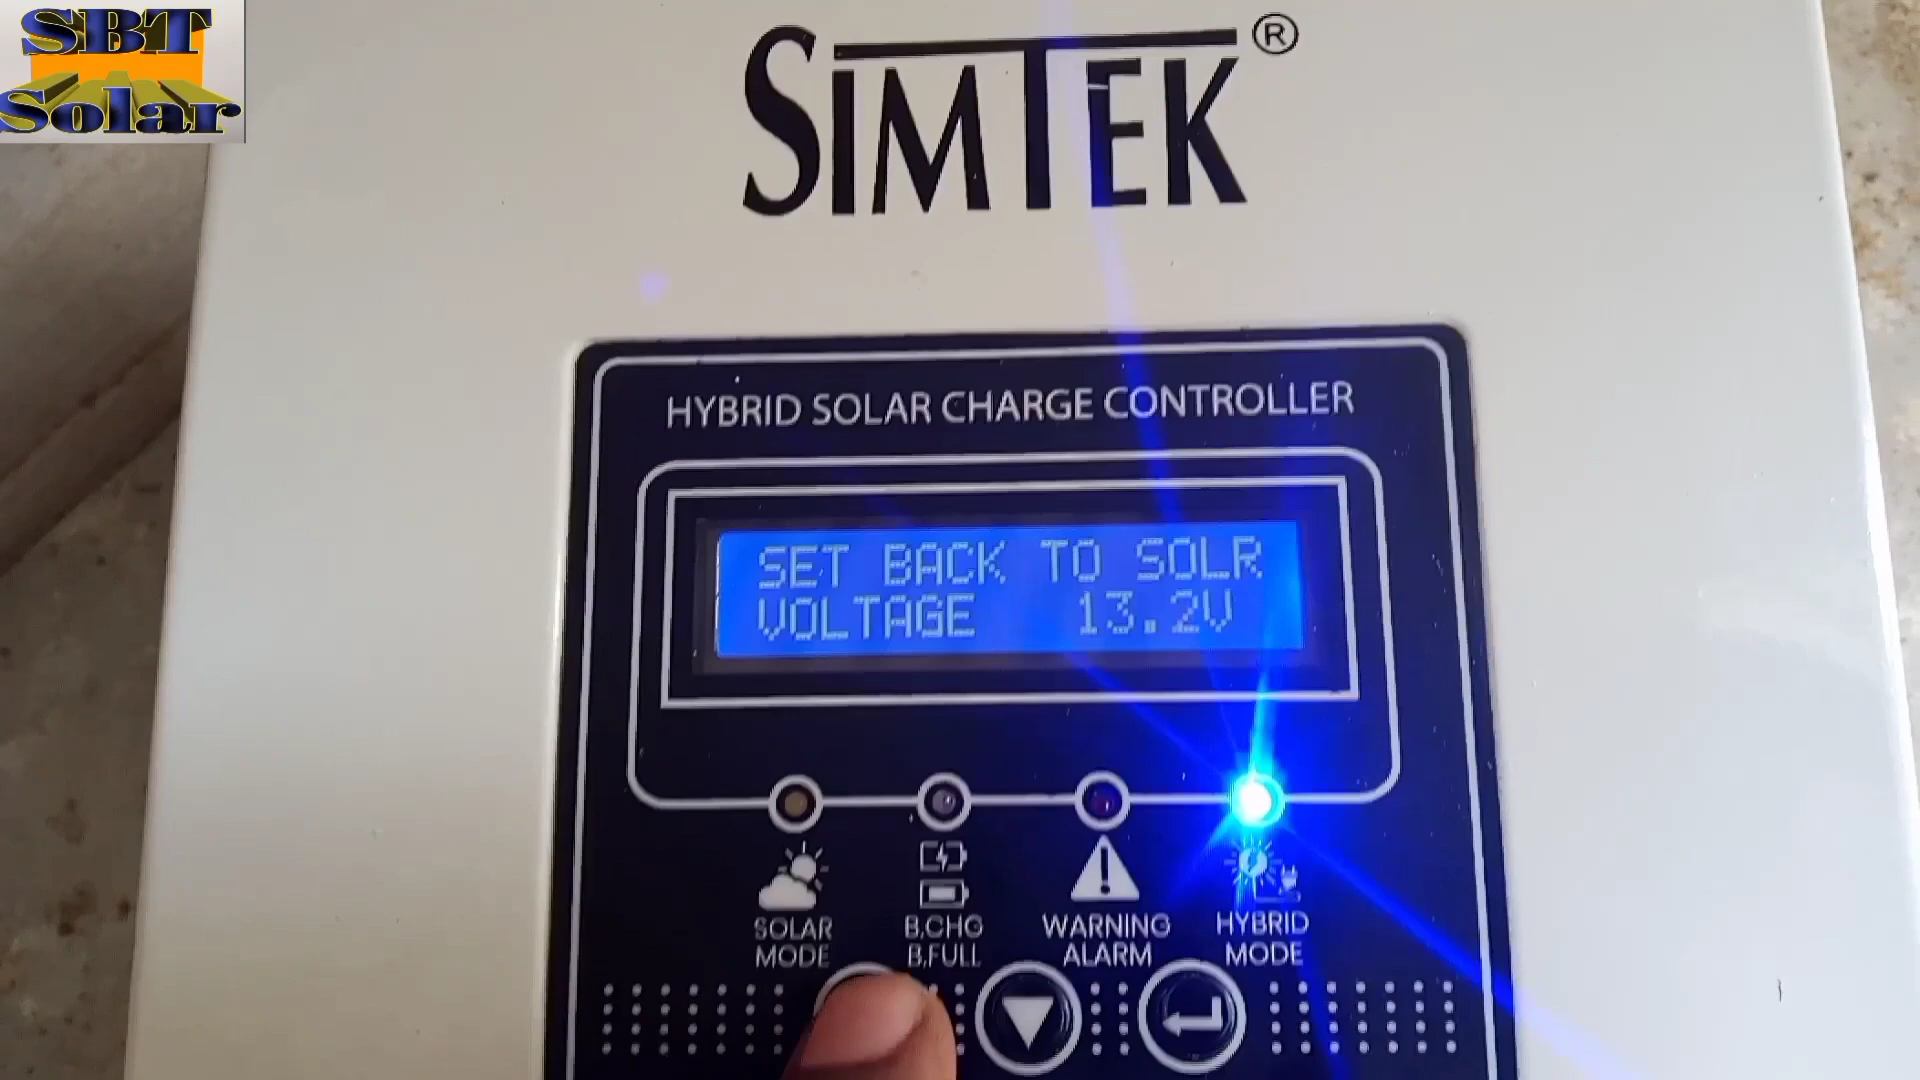 SBT
Solar
SIMTEK®
HYBRID SOLAR CHARGE CONTROLLER
SET BACK TO SOLR
VOLTAGE 13.2V
SOLAR
MODE
B,CHG
B,FULL
WARNING
ALARM
HYBRID
MODE